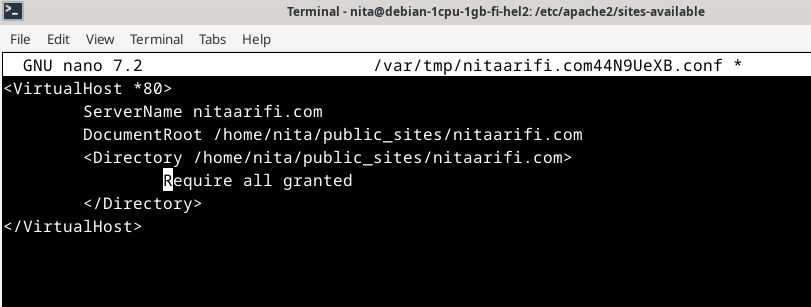 Terminal - nita@debian-1cpu-1gb-fi-hel2: /etc/apache2/sites-available
File Edit View Terminal Tabs Help
GNU nano 7.2 /var/tmp/nitaarifi.com44N9UeXB.conf *
<VirtualHost *80>
ServerName nitaarifi.com
DocumentRoot /home/nita/public_sites/nitaarifi.com
<Directory /home/nita/public_sites/nitaarifi.com>
Require all granted
</Directory>
</VirtualHost>